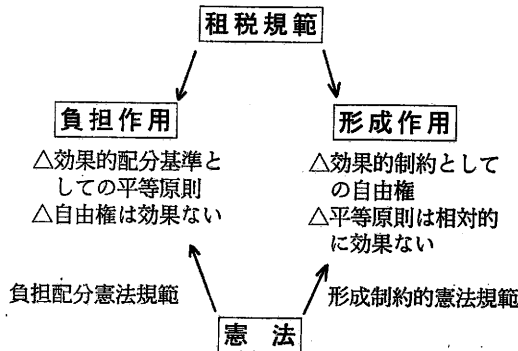 租税規範
負担作用
△効果的配分基準と
しての平等原則
△自由権は効果ない
形成作用
△効果的制約として
の自由権
△平等原則は相対的
に効果ない
負担配分憲法規範
形成制約的憲法規範
憲 法